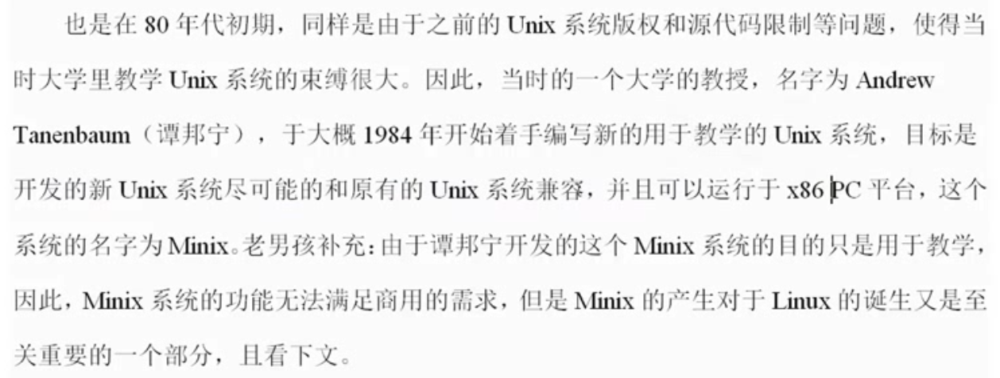 也是在 80 年代初期，同样是由于之前的 Unix 系统版权和源代码限制等问题，使得当
时大学里教学 Unix 系统的束缚很大。因此，当时的一个大学的教授，名字为 Andrew
Tanenbaum（谭邦宁），于大概 1984 年开始着手编写新的用于教学的 Unix 系统，目标是
开发的新 Unix 系统尽可能的和原有的 Unix 系统兼容，并且可以运行于 x86 PC 平台，这个
系统的名字为 Minix。老男孩补充：由于谭邦宁开发的这个 Minix 系统的目的只是用于教学，
因此，Minix 系统的功能无法满足商用的需求，但是 Minix 的产生对于 Linux 的诞生又是至
关重要的一个部分，且看下文。